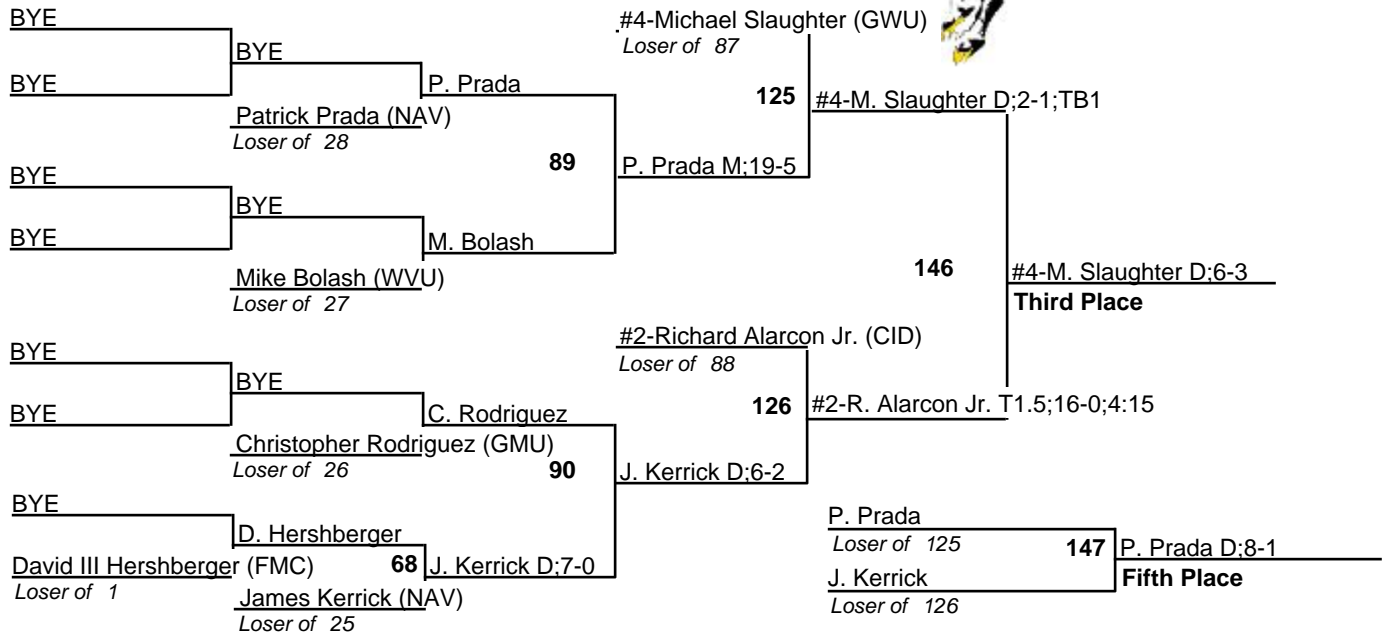 BYE
BYE
BYE
Patrick Prada (NAV)
Loser of 28
P. Prada
BYE
BYE
BYE
Mike Bolash (WVU)
Loser of 27
M. Bolash
89
P. Prada M;19-5
#4-Michael Slaughter (GWU)
Loser of 87
125
#4-M. Slaughter D;2-1;TB1
BYE
BYE
BYE
Christopher Rodriguez (GMU)
Loser of 26
C. Rodriguez
BYE
David III Hershberger (FMC)
Loser of 1
D. Hershberger
James Kerrick (NAV)
Loser of 25
68
J. Kerrick D;7-0
90
J. Kerrick D;6-2
#2-Richard Alarcon Jr. (CID)
Loser of 88
126
#2-R. Alarcon Jr. T1.5;16-0;4:15
146
#4-M. Slaughter D;6-3
Third Place
P. Prada
Loser of 125
J. Kerrick
Loser of 126
147
P. Prada D;8-1
Fifth Place